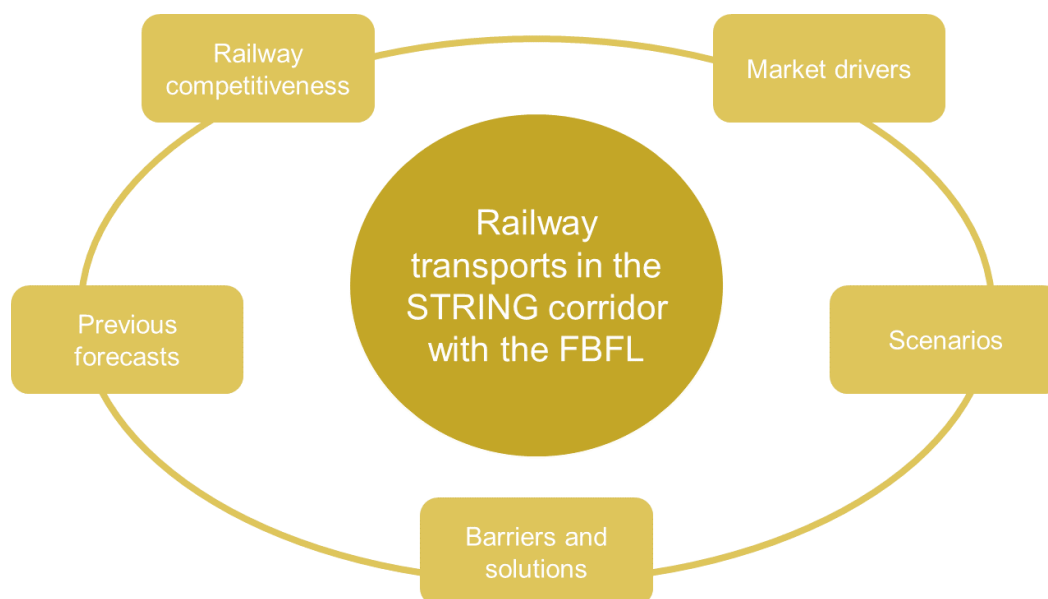 Railway
competitiveness
Market drivers
Railway
transports in the
STRING corridor
with the FBFL
Previous
forecasts
Scenarios
Barriers and
solutions